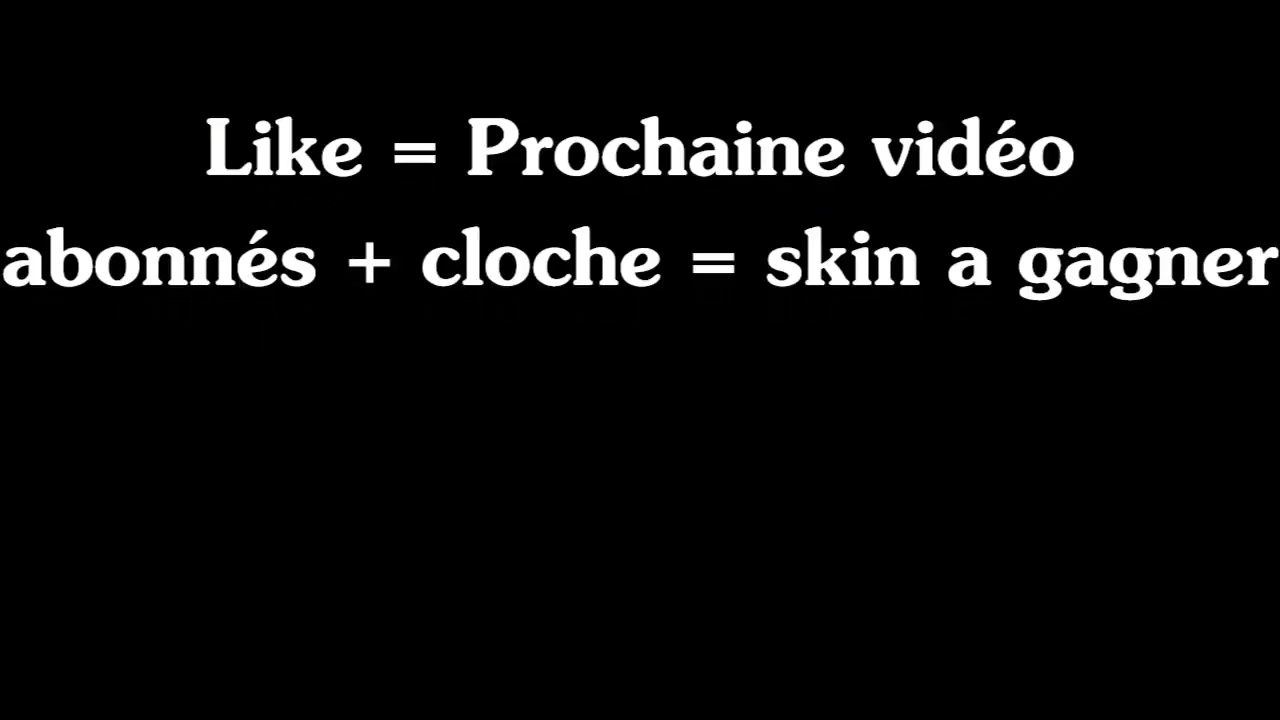 Like = Prochaine vidéo
abonnés + cloche = skin a gagner